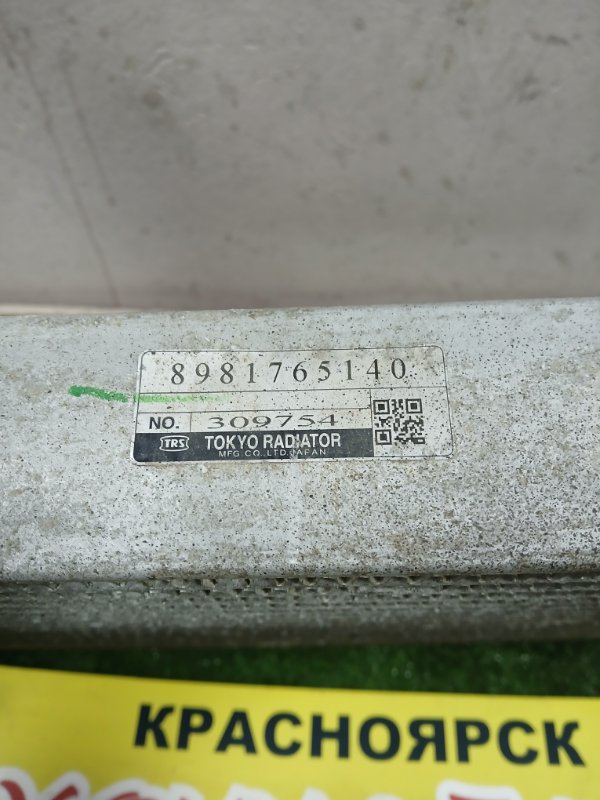 8981765140
NO. 309754
TRS TOKYO RADIATOR
MFG.CO.,LTD.JAPAN
КРАСНОЯРСК